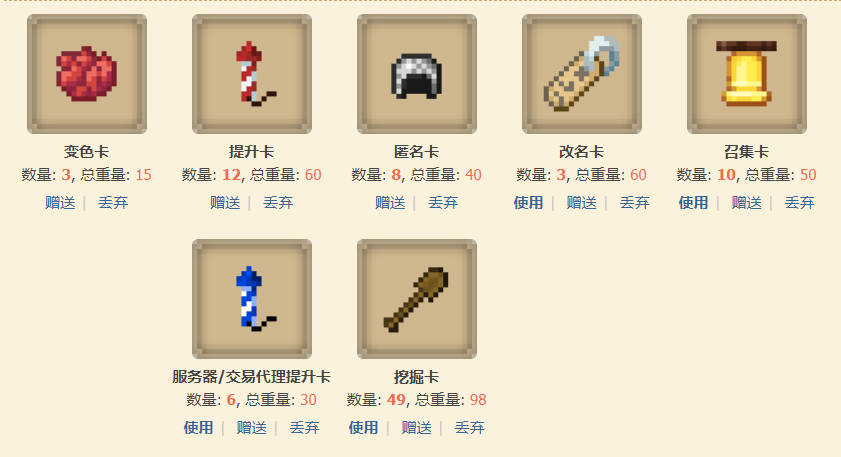 变色卡 提升卡 匿名卡 改名卡 召集卡
数量: 3, 总重量: 15 数量: 12, 总重量: 60 数量: 8, 总重量: 40 数量: 3, 总重量: 60 数量: 10, 总重量: 50
赠送 | 丢弃 赠送 | 丢弃 赠送 | 丢弃 使用 | 赠送 | 丢弃 使用 | 赠送 | 丢弃
服务器/交易代理提升卡 挖掘卡
数量: 6, 总重量: 30 数量: 49, 总重量: 98
使用 | 赠送 | 丢弃 使用 | 赠送 | 丢弃